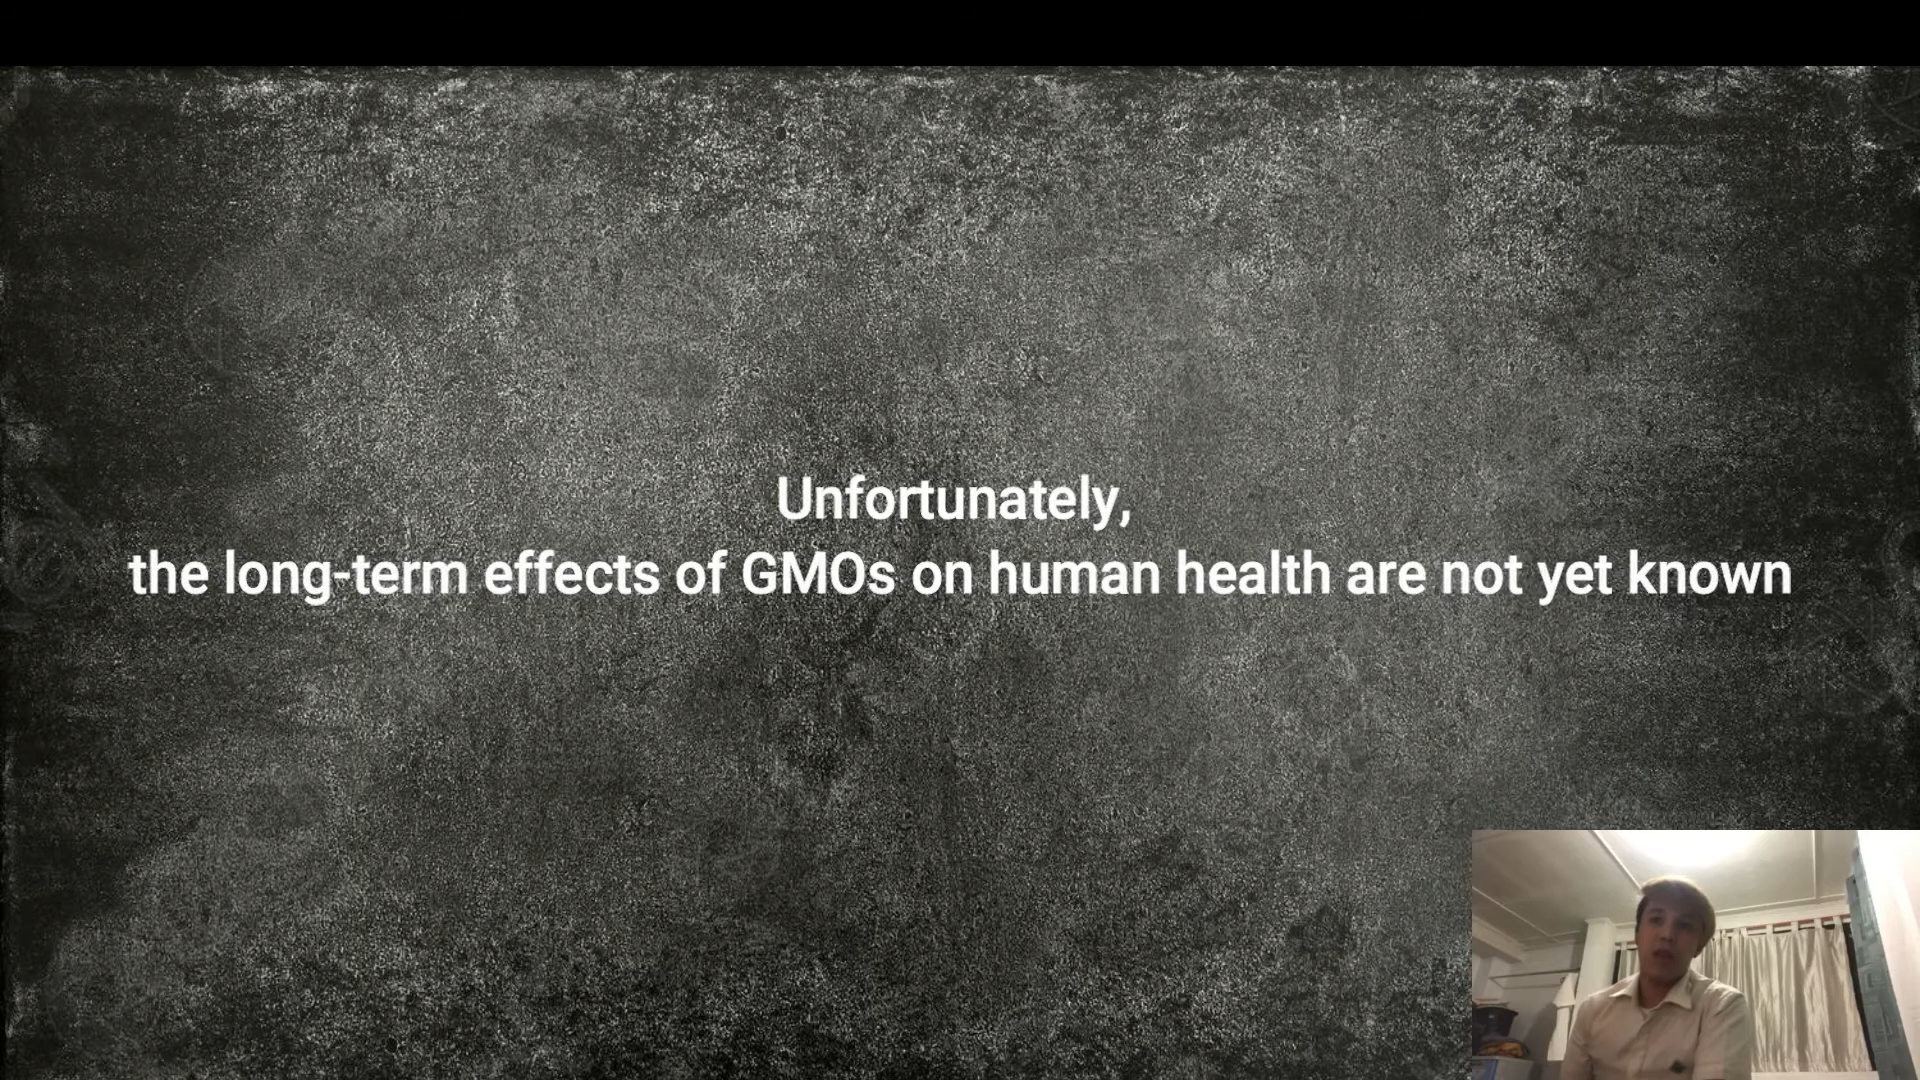 Unfortunately,
the long-term effects of GMOs on human health are not yet known